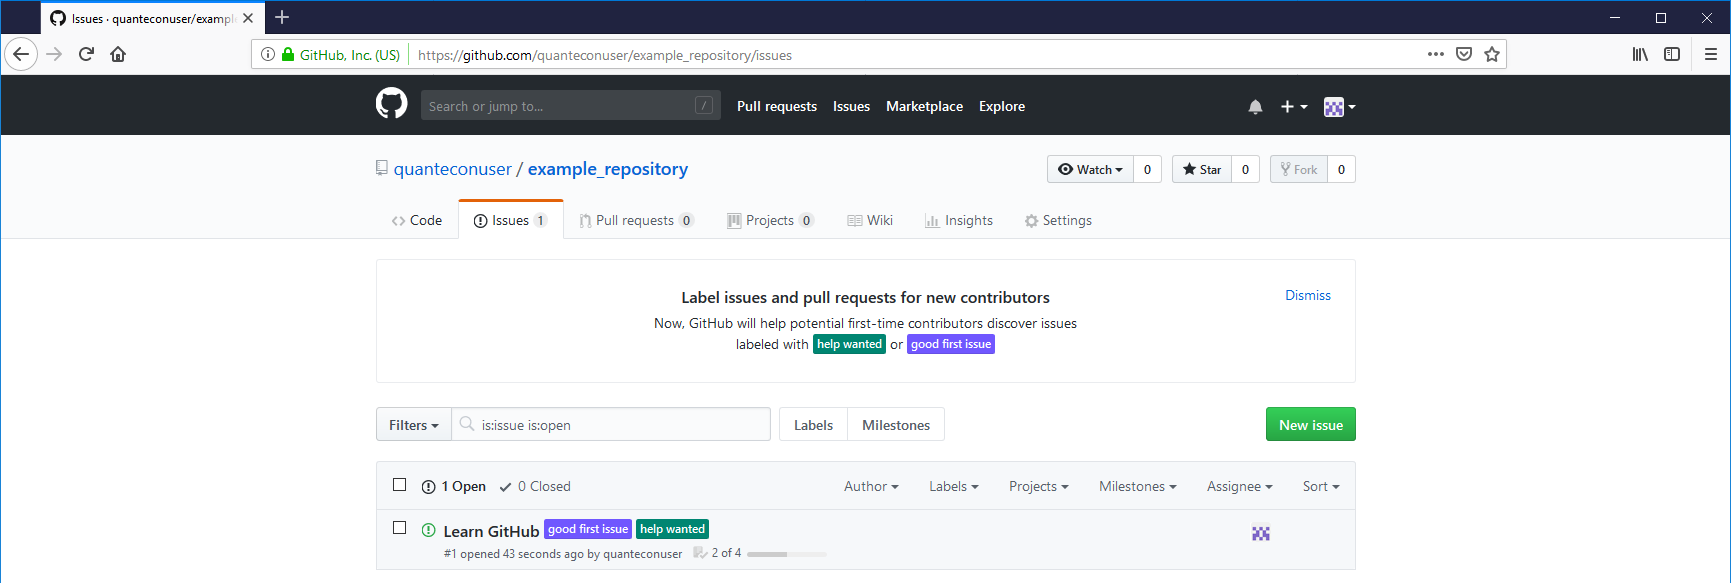 Issues · quanteconuser/exampl
GitHub, Inc. (US) https://github.com/quanteconuser/example_repository/issues
Search or jump to... / Pull requests Issues Marketplace Explore
quanteconuser / example_repository Watch 0 Star 0 Fork 0
Code Issues 1 Pull requests 0 Projects 0 Wiki Insights Settings
Label issues and pull requests for new contributors Dismiss
Now, GitHub will help potential first-time contributors discover issues
labeled with help wanted or good first issue
Filters is:issue is:open Labels Milestones New issue
1 Open 0 Closed Author Labels Projects Milestones Assignee Sort
Learn GitHub good first issue help wanted
#1 opened 43 seconds ago by quanteconuser 2 of 4